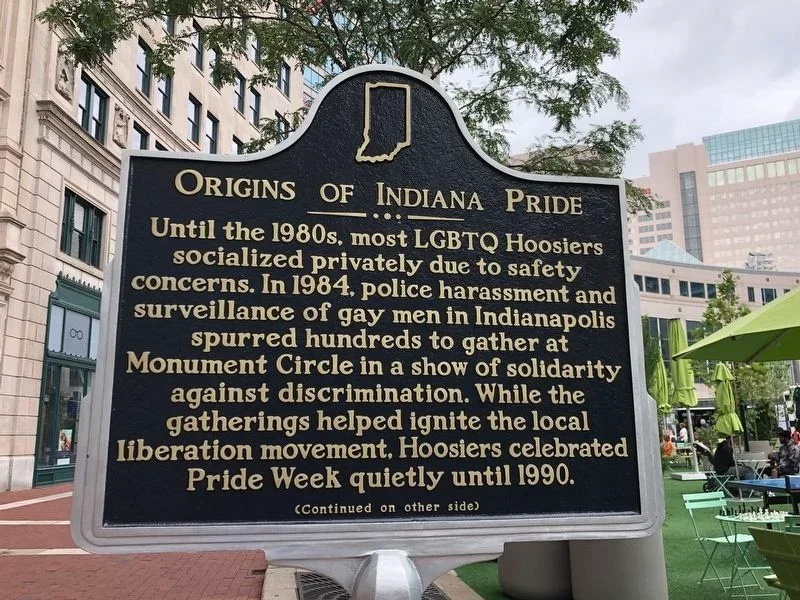 ORIGINS OF INDIANA PRIDE
Until the 1980s, most LGBTQ Hoosiers
socialized privately due to safety
concerns. In 1984, police harassment and
surveillance of gay men in Indianapolis
spurred hundreds to gather at
Monument Circle in a show of solidarity
against discrimination. While the
gatherings helped ignite the local
liberation movement, Hoosiers celebrated
Pride Week quietly until 1990.
(Continued on other side)